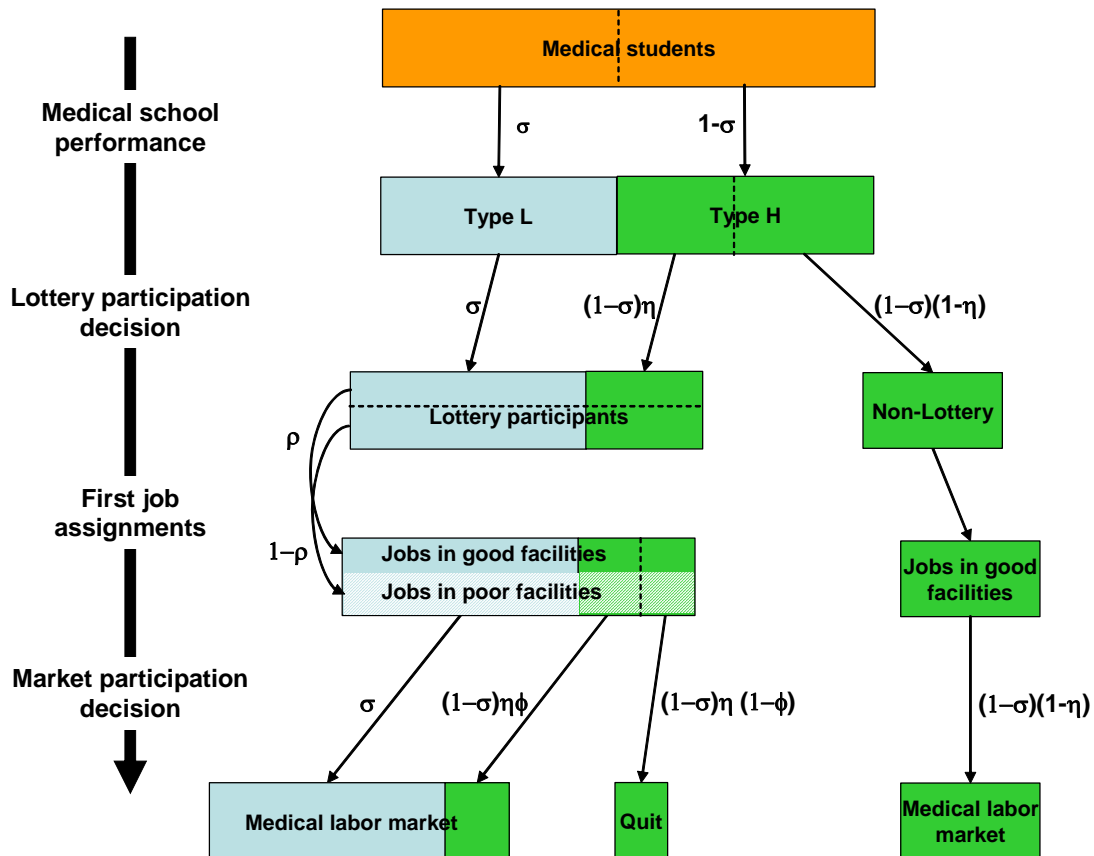 Medical students
Medical school
performance
σ
1-σ
Type L
Type H
Lottery participation
decision
σ
(1−σ)η
(1−σ)(1-η)
Lottery participants
Non-Lottery
ρ
First job
assignments
1−ρ
Jobs in good facilities
Jobs in poor facilities
Jobs in good
facilities
Market participation
decision
σ
(1−σ)ηϕ
(1−σ)η (1−ϕ)
(1−σ)(1-η)
Medical labor market
Quit
Medical labor
market